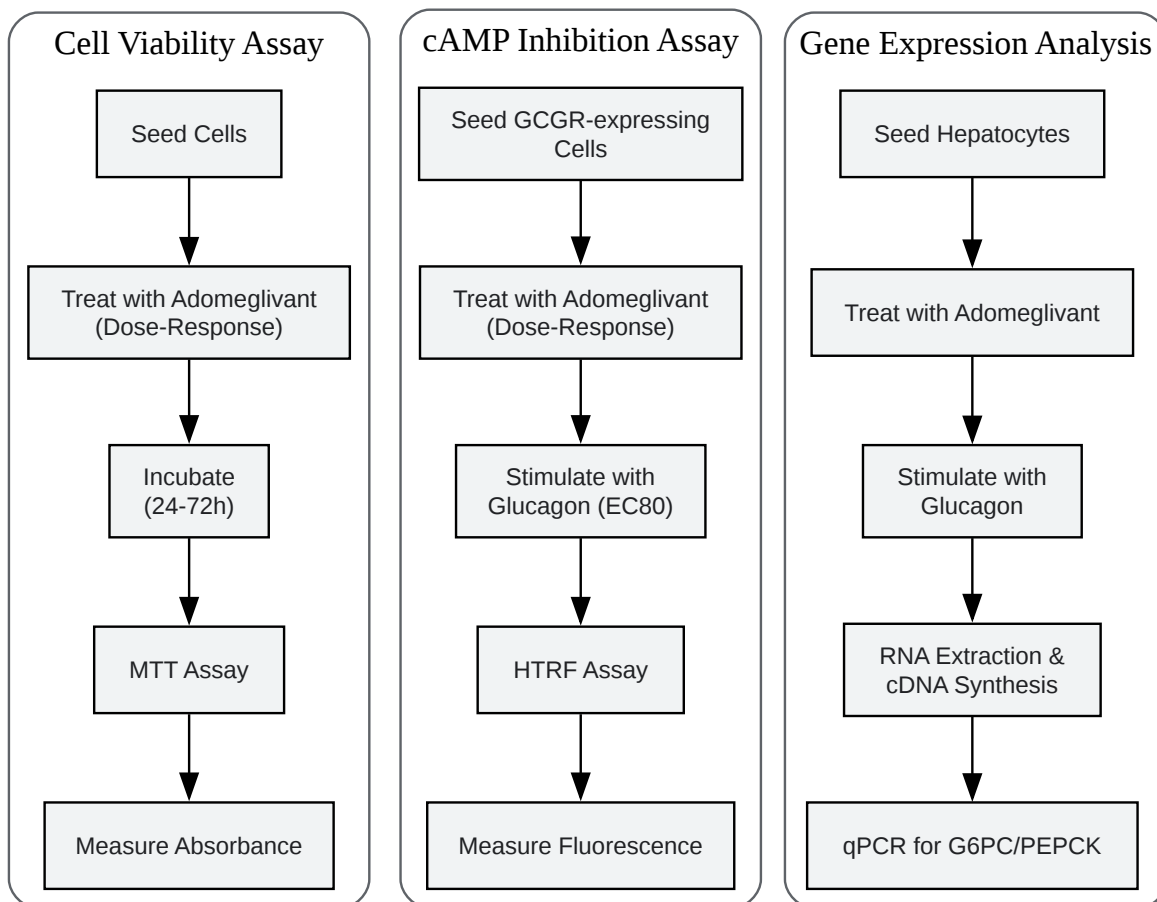 Cell Viability Assay
Seed Cells
Treat with Adomeglivant
(Dose-Response)
Incubate
(24-72h)
MTT Assay
Measure Absorbance
cAMP Inhibition Assay
Seed GCGR-expressing
Cells
Treat with Adomeglivant
(Dose-Response)
Stimulate with
Glucagon (EC80)
HTRF Assay
Measure Fluorescence
Gene Expression Analysis
Seed Hepatocytes
Treat with Adomeglivant
Stimulate with
Glucagon
RNA Extraction &
cDNA Synthesis
qPCR for G6PC/PEPCK